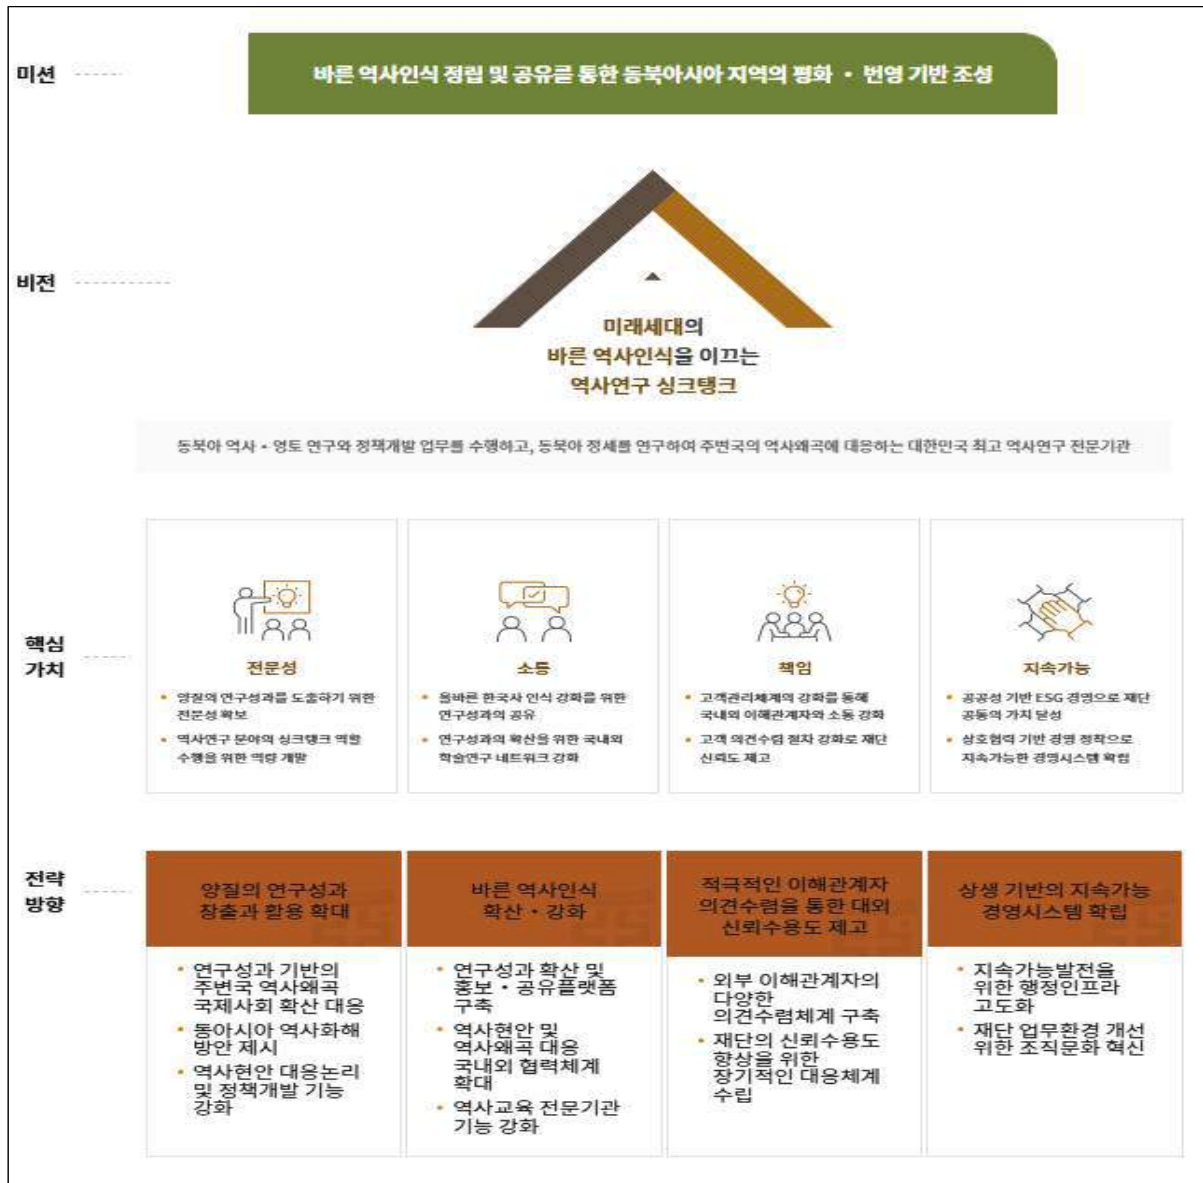 미션
바른 역사인식 정립 및 공유를 통한 동북아시아 지역의 평화 • 번영 기반 조성
비전
미래세대의
바른 역사인식을 이끄는
역사연구 싱크탱크
동북아 역사 • 영토 연구와 정책개발 업무를 수행하고, 동북아 정세를 연구하여 주변국의 역사왜곡에 대응하는 대한민국 최고 역사연구 전문기관
핵심
가치
전문성
• 양질의 연구성과를 도출하기 위한
전문성 확보
• 역사연구 분야의 싱크탱크 역할
수행을 위한 역량 개발
소통
• 올바른 한국사 인식 강화를 위한
연구성과의 공유
• 연구성과의 확산을 위한 국내외
학술연구 네트워크 강화
책임
• 고객관리체계의 강화를 통해
국내외 이해관계자와 소통 강화
• 고객 의견수렴 절차 강화로 재단
신뢰도 제고
지속가능
• 공공성 기반 ESG 경영으로 재단
공동의 가치 달성
• 상호협력 기반 경영 정착으로
지속가능한 경영시스템 확립
전략
방향
양질의 연구성과
창출과 활용 확대
• 연구성과 기반의
주변국 역사왜곡
국제사회 확산 대응
• 동아시아 역사화해
방안 제시
• 역사현안 대응논리
및 정책개발 기능
강화
바른 역사인식
확산 • 강화
• 연구성과 확산 및
홍보 • 공유플랫폼
구축
• 역사현안 및
역사왜곡 대응
국내외 협력체계
확대
• 역사교육 전문기관
기능 강화
적극적인 이해관계자
의견수렴을 통한 대외
신뢰수용도 제고
• 외부 이해관계자의
다양한
의견수렴체계 구축
• 재단의 신뢰수용도
향상을 위한
장기적인 대응체계
수립
상생 기반의 지속가능
경영시스템 확립
• 지속가능발전을
위한 행정인프라
고도화
• 재단 업무환경 개선
위한 조직문화 혁신